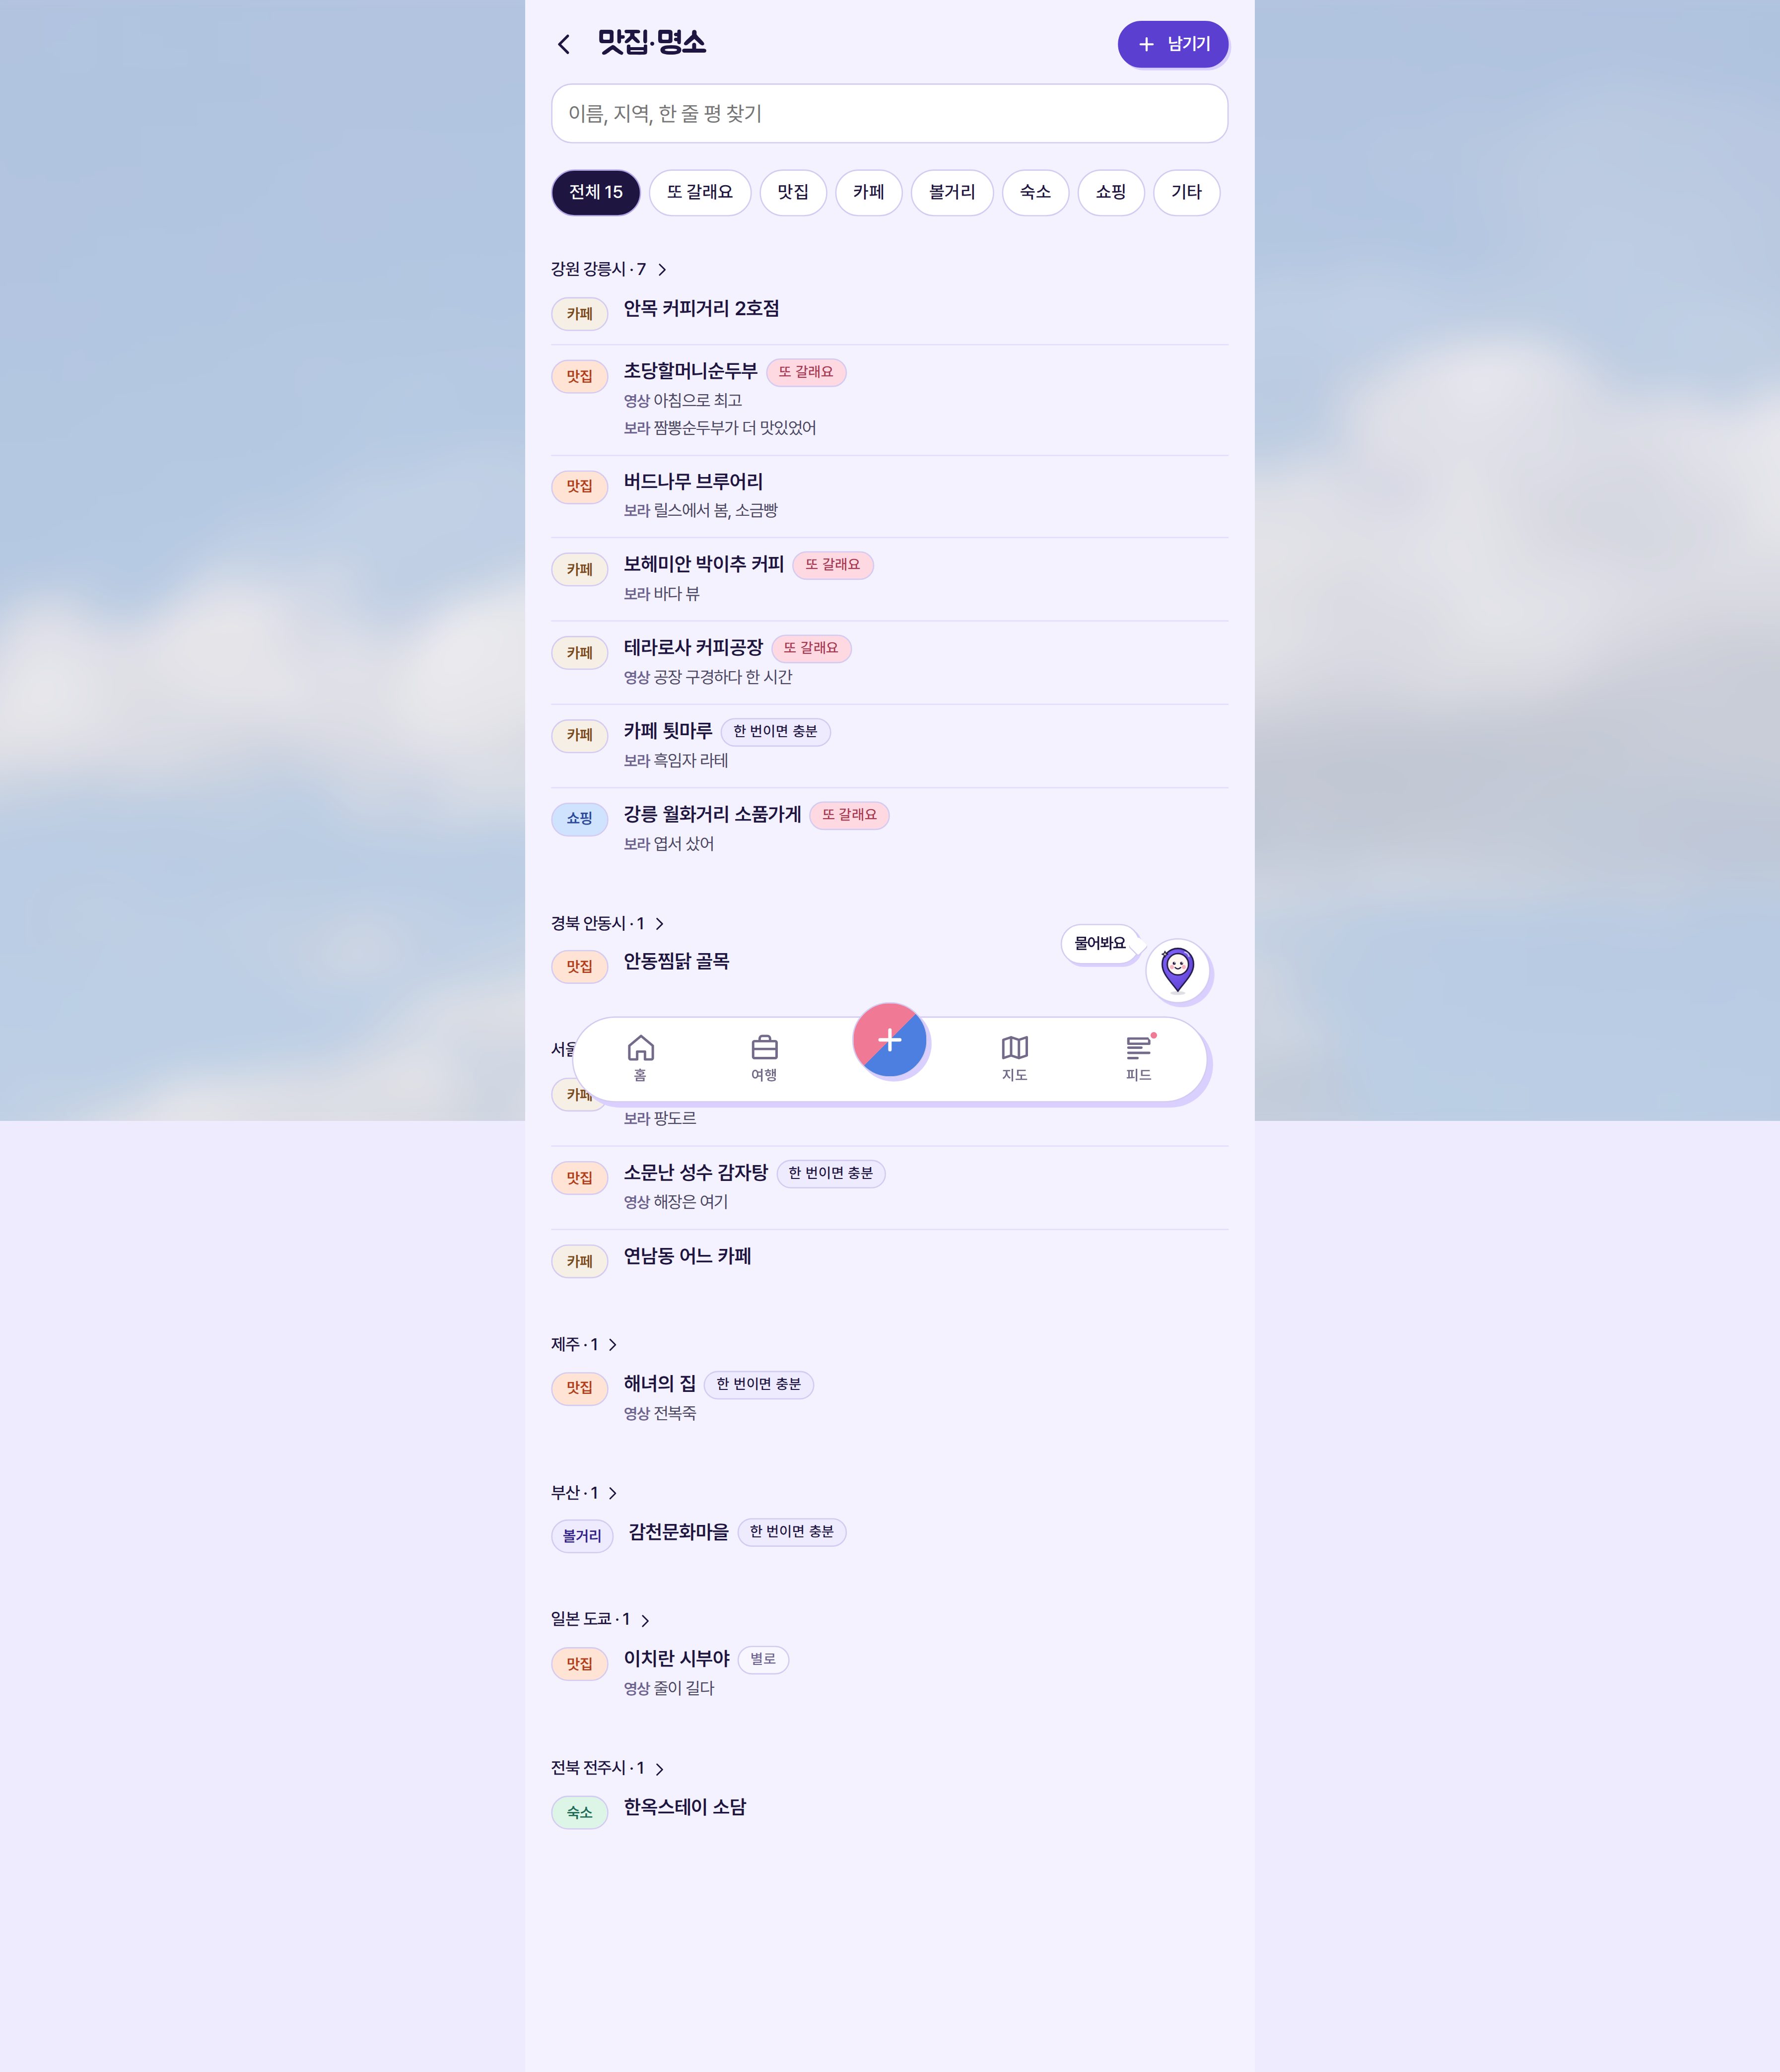 맛집·명소
+ 남기기
이름, 지역, 한 줄 평 찾기
전체 15
또 갈래요
맛집
카페
볼거리
숙소
쇼핑
기타
강원 강릉시 · 7
카페 안목 커피거리 2호점
맛집 초당할머니순두부 또 갈래요
영상 아침으로 최고
보라 짬뽕순두부가 더 맛있었어
맛집 버드나무 브루어리
보라 릴스에서 봄, 소금빵
카페 보헤미안 박이추 커피 또 갈래요
보라 바다 뷰
카페 테라로사 커피공장 또 갈래요
영상 공장 구경하다 한 시간
카페 카페 툇마루 한 번이면 충분
보라 흑임자 라테
쇼핑 강릉 월화거리 소품가게 또 갈래요
보라 엽서 샀어
경북 안동시 · 1
맛집 안동찜닭 골목
물어봐요
서울
홈
여행
지도
피드
카페
보라 팡도르
맛집 소문난 성수 감자탕 한 번이면 충분
영상 해장은 여기
카페 연남동 어느 카페
제주 · 1
맛집 해녀의 집 한 번이면 충분
영상 전복죽
부산 · 1
볼거리 감천문화마을 한 번이면 충분
일본 도쿄 · 1
맛집 이치란 시부야 별로
영상 줄이 길다
전북 전주시 · 1
숙소 한옥스테이 소담